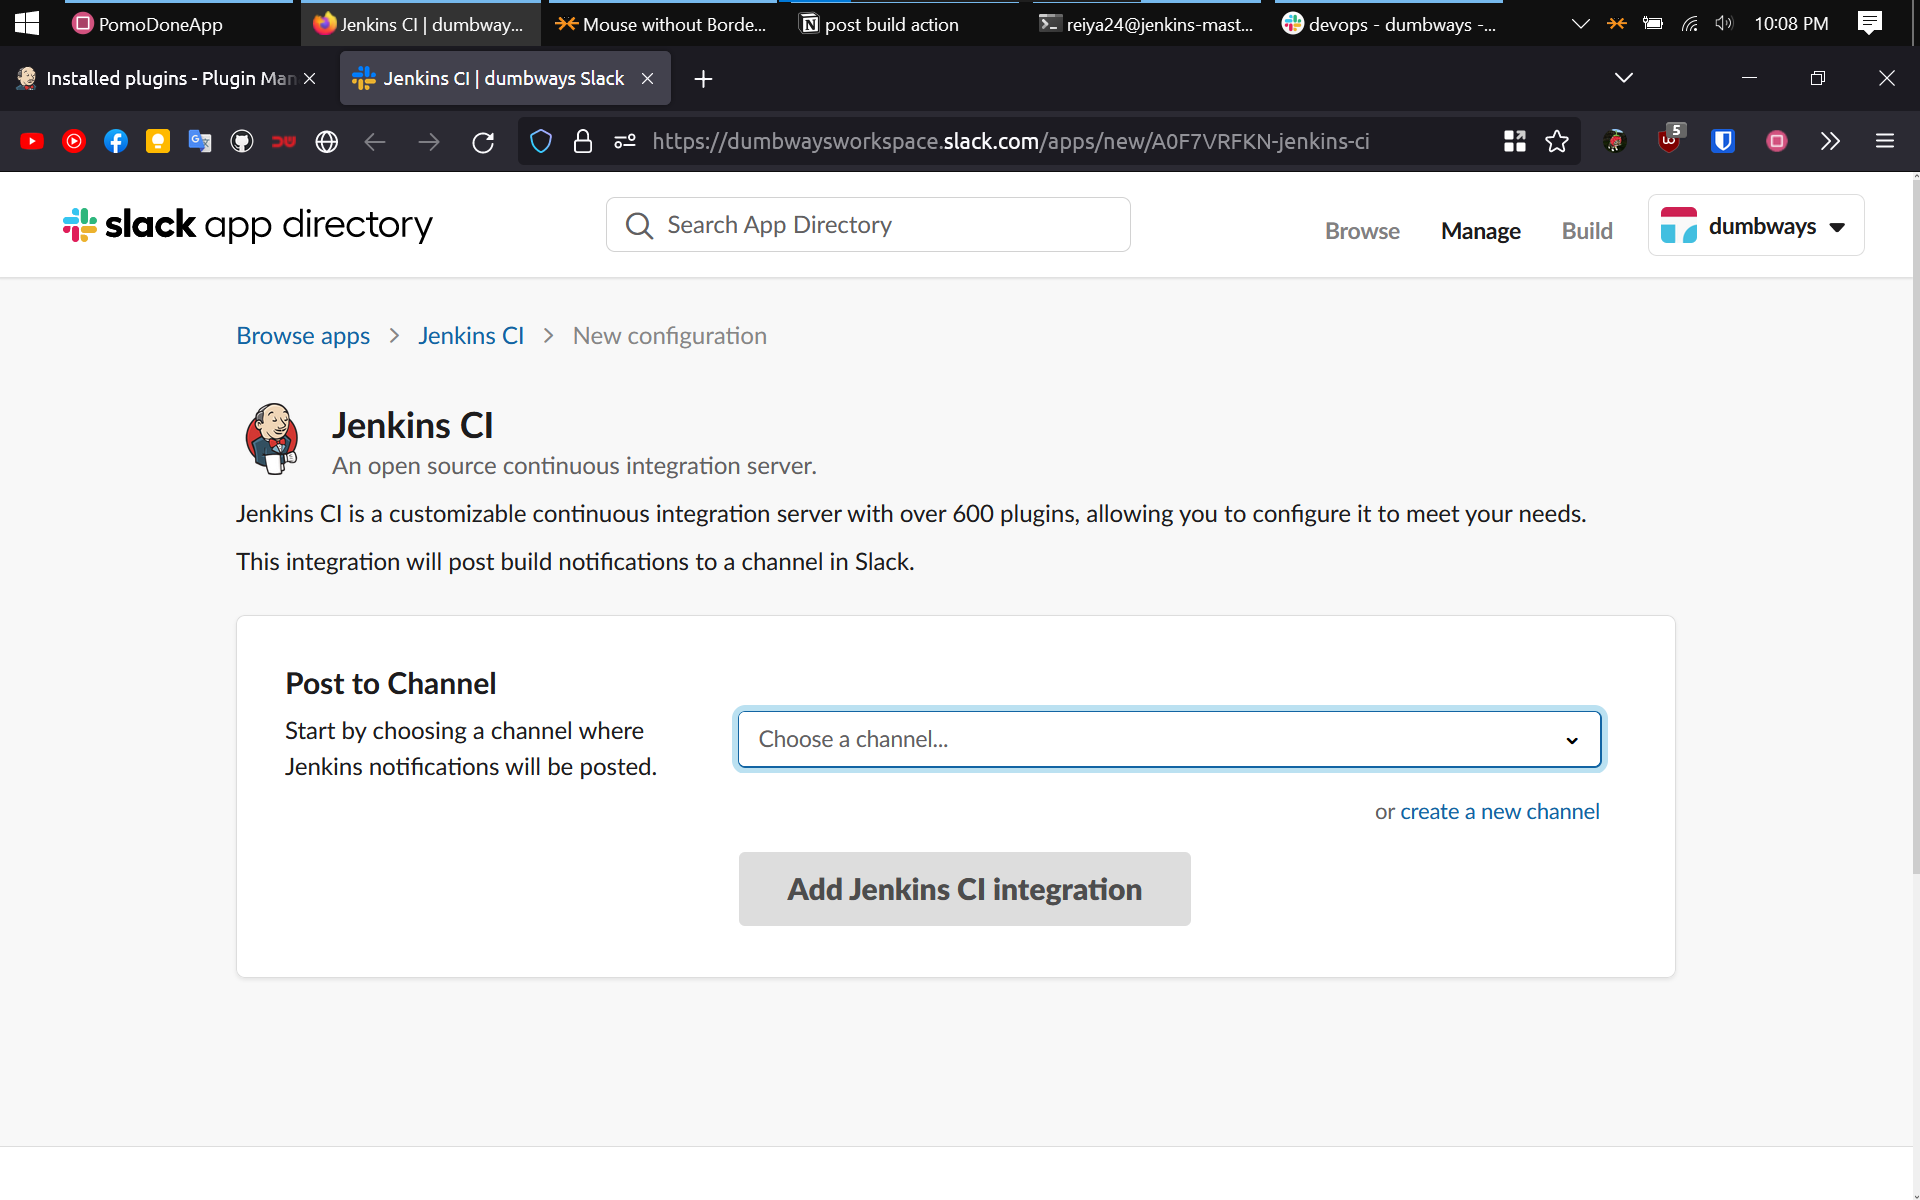 PomoDoneApp
Jenkins CI | dumbway...
Mouse without Borde...
post build action
reiya24@jenkins-mast...
devops - dumbways -...
10:08 PM
Installed plugins - Plugin Man
Jenkins CI | dumbways Slack
https://dumbwaysworkspace.slack.com/apps/new/A0F7VRFKN-jenkins-ci
5
slack app directory
Search App Directory
Browse
Manage
Build
dumbways
Browse apps > Jenkins CI > New configuration
Jenkins CI
An open source continuous integration server.
Jenkins CI is a customizable continuous integration server with over 600 plugins, allowing you to configure it to meet your needs.
This integration will post build notifications to a channel in Slack.
Post to Channel
Start by choosing a channel where
Jenkins notifications will be posted.
Choose a channel...
or create a new channel
Add Jenkins CI integration